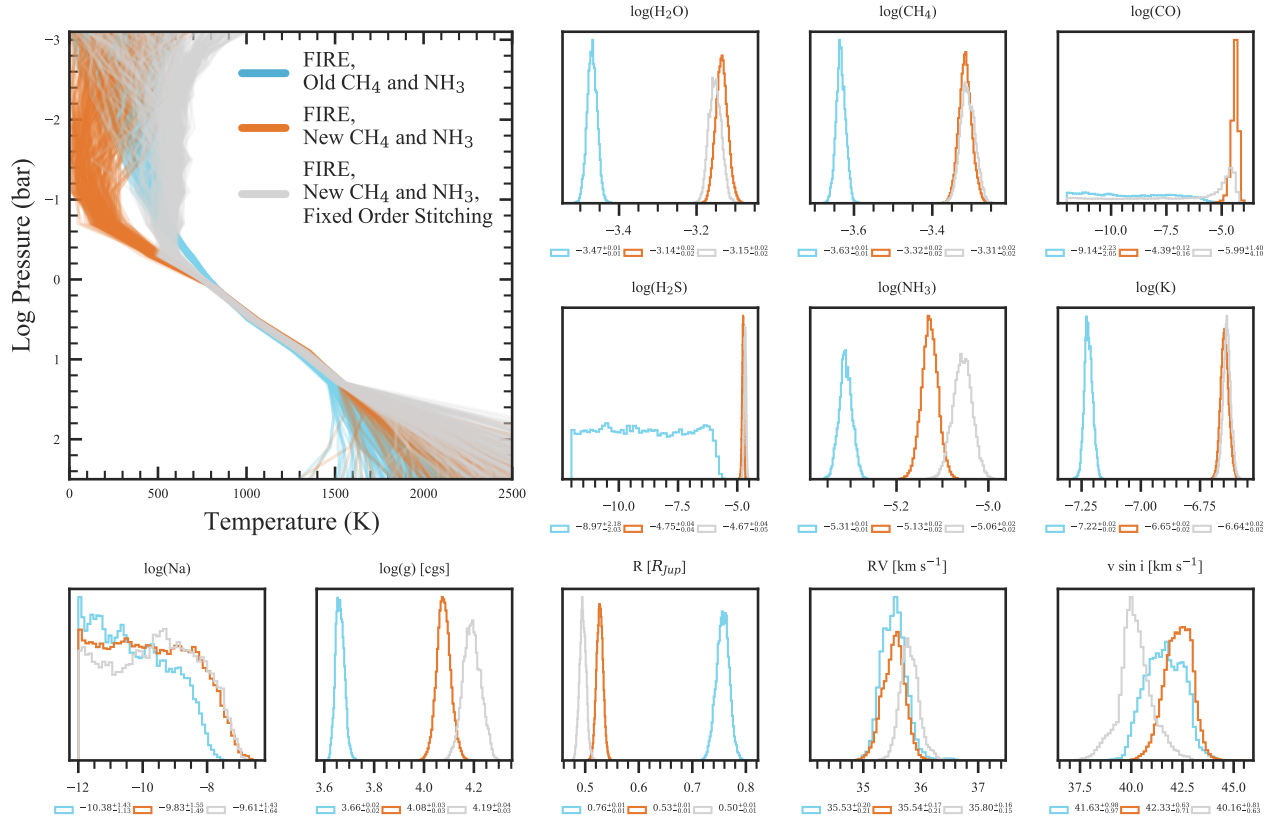 FIRE,
Old CH₄ and NH₃
FIRE,
New CH₄ and NH₃
FIRE,
New CH₄ and NH₃,
Fixed Order Stitching
Log Pressure (bar)
−3
−2
−1
0
1
2
0 500 1000 1500 2000 2500
Temperature (K)
log(H₂O)
−3.4 −3.2
−3.47+0.01−0.01 −3.14+0.02−0.02 −3.15+0.02−0.02
log(CH₄)
−3.6 −3.4
−3.63+0.01−0.01 −3.32+0.02−0.02 −3.31+0.02−0.02
log(CO)
−10.0 −7.5 −5.0
−9.14+2.23−2.05 −4.39+0.12−0.16 −5.99+1.40−4.10
log(H₂S)
−10.0 −7.5 −5.0
−8.97+2.18−2.03 −4.75+0.04−0.04 −4.67+0.04−0.05
log(NH₃)
−5.2 −5.0
−5.31+0.01−0.01 −5.13+0.02−0.02 −5.06+0.02−0.02
log(K)
−7.25 −7.00 −6.75
−7.22+0.02−0.02 −6.65+0.02−0.02 −6.64+0.02−0.02
log(Na)
−12 −10 −8
−10.38+1.43−1.13 −9.83+1.55−1.49 −9.61+1.43−1.64
log(g) [cgs]
3.6 3.8 4.0 4.2
3.66+0.02−0.02 4.08+0.03−0.03 4.19+0.04−0.03
R [R_Jup]
0.5 0.6 0.7 0.8
0.76+0.01−0.01 0.53+0.01−0.01 0.50+0.01−0.01
RV [km s⁻¹]
35 36 37
35.53+0.20−0.21 35.54+0.17−0.21 35.80+0.16−0.15
v sin i [km s⁻¹]
37.5 40.0 42.5 45.0
41.63+0.98−0.97 42.33+0.63−0.71 40.16+0.81−0.63